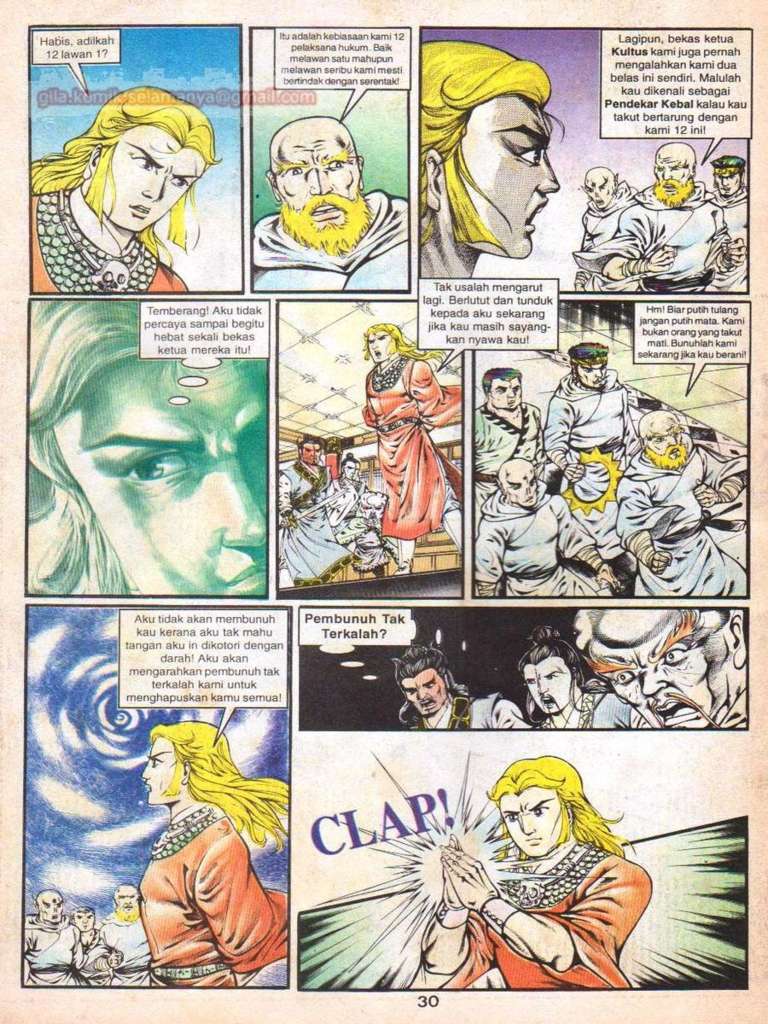 Habis, adilkah
12 lawan 1?
gila.komik.selamanya@gmail.com
Itu adalah kebiasaan kami 12
pelaksana hukum. Baik
melawan satu mahupun
melawan seribu kami mesti
bertindak dengan serentak!
Lagipun, bekas ketua
Kultus kami juga pernah
mengalahkan kami dua
belas ini sendiri. Malulah
kau dikenali sebagai
Pendekar Kebal kalau kau
takut bertarung dengan
kami 12 ini!
Temberang! Aku tidak
percaya sampai begitu
hebat sekali bekas
ketua mereka itu!
Tak usalah mengarut
lagi. Berlutut dan tunduk
kepada aku sekarang
jika kau masih sayang-
kan nyawa kau!
Hm! Biar putih tulang
jangan putih mata. Kami
bukan orang yang takut
mati. Bunuhlah kami
sekarang jika kau berani!
Aku tidak akan membunuh
kau kerana aku tak mahu
tangan aku in dikotori dengan
darah! Aku akan
mengarahkan pembunuh tak
terkalah kami untuk
menghapuskan kamu semua!
Pembunuh Tak
Terkalah?
CLAP!
30